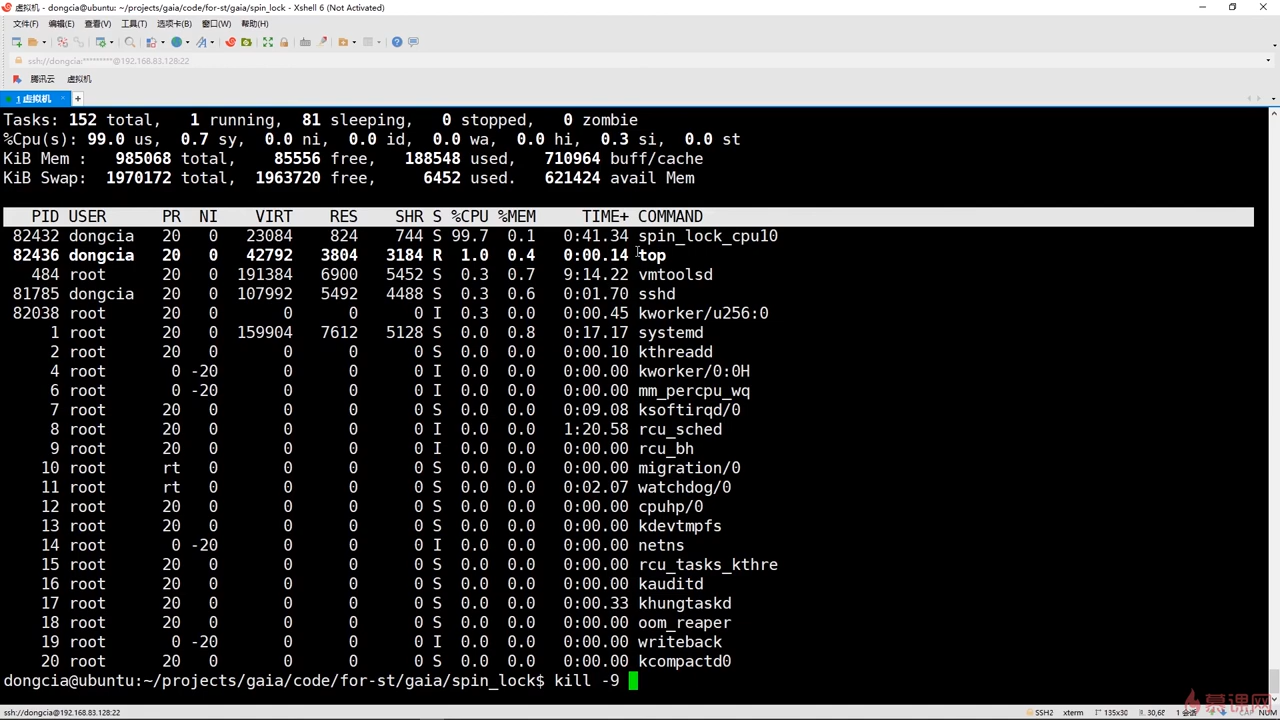 虚拟机 - dongcia@ubuntu: ~/projects/gaia/code/for-st/gaia/spin_lock - Xshell 6 (Not Activated)
文件(F) 编辑(E) 查看(V) 工具(T) 选项卡(B) 窗口(W) 帮助(H)
ssh://dongcia:*********@192.168.83.128:22
腾讯云 虚拟机
1 虚拟机
Tasks: 152 total, 1 running, 81 sleeping, 0 stopped, 0 zombie
%Cpu(s): 99.0 us, 0.7 sy, 0.0 ni, 0.0 id, 0.0 wa, 0.0 hi, 0.3 si, 0.0 st
KiB Mem : 985068 total, 85556 free, 188548 used, 710964 buff/cache
KiB Swap: 1970172 total, 1963720 free, 6452 used. 621424 avail Mem
PID USER PR NI VIRT RES SHR S %CPU %MEM TIME+ COMMAND
82432 dongcia 20 0 23084 824 744 S 99.7 0.1 0:41.34 spin_lock_cpu10
82436 dongcia 20 0 42792 3804 3184 R 1.0 0.4 0:00.14 top
484 root 20 0 191384 6900 5452 S 0.3 0.7 9:14.22 vmtoolsd
81785 dongcia 20 0 107992 5492 4488 S 0.3 0.6 0:01.70 sshd
82038 root 20 0 0 0 0 I 0.3 0.0 0:00.45 kworker/u256:0
1 root 20 0 159904 7612 5128 S 0.0 0.8 0:17.17 systemd
2 root 20 0 0 0 0 S 0.0 0.0 0:00.10 kthreadd
4 root 0 -20 0 0 0 I 0.0 0.0 0:00.00 kworker/0:0H
6 root 0 -20 0 0 0 I 0.0 0.0 0:00.00 mm_percpu_wq
7 root 20 0 0 0 0 S 0.0 0.0 0:09.08 ksoftirqd/0
8 root 20 0 0 0 0 I 0.0 0.0 1:20.58 rcu_sched
9 root 20 0 0 0 0 I 0.0 0.0 0:00.00 rcu_bh
10 root rt 0 0 0 0 S 0.0 0.0 0:00.00 migration/0
11 root rt 0 0 0 0 S 0.0 0.0 0:02.07 watchdog/0
12 root 20 0 0 0 0 S 0.0 0.0 0:00.00 cpuhp/0
13 root 20 0 0 0 0 S 0.0 0.0 0:00.00 kdevtmpfs
14 root 0 -20 0 0 0 I 0.0 0.0 0:00.00 netns
15 root 20 0 0 0 0 S 0.0 0.0 0:00.00 rcu_tasks_kthre
16 root 20 0 0 0 0 S 0.0 0.0 0:00.00 kauditd
17 root 20 0 0 0 0 S 0.0 0.0 0:00.33 khungtaskd
18 root 20 0 0 0 0 S 0.0 0.0 0:00.00 oom_reaper
19 root 0 -20 0 0 0 I 0.0 0.0 0:00.00 writeback
20 root 20 0 0 0 0 S 0.0 0.0 0:00.00 kcompactd0
dongcia@ubuntu:~/projects/gaia/code/for-st/gaia/spin_lock$ kill -9
慕课网
ssh://dongcia@192.168.83.128:22 SSH2 xterm 135x30 30,68 1 会话 CAP NUM